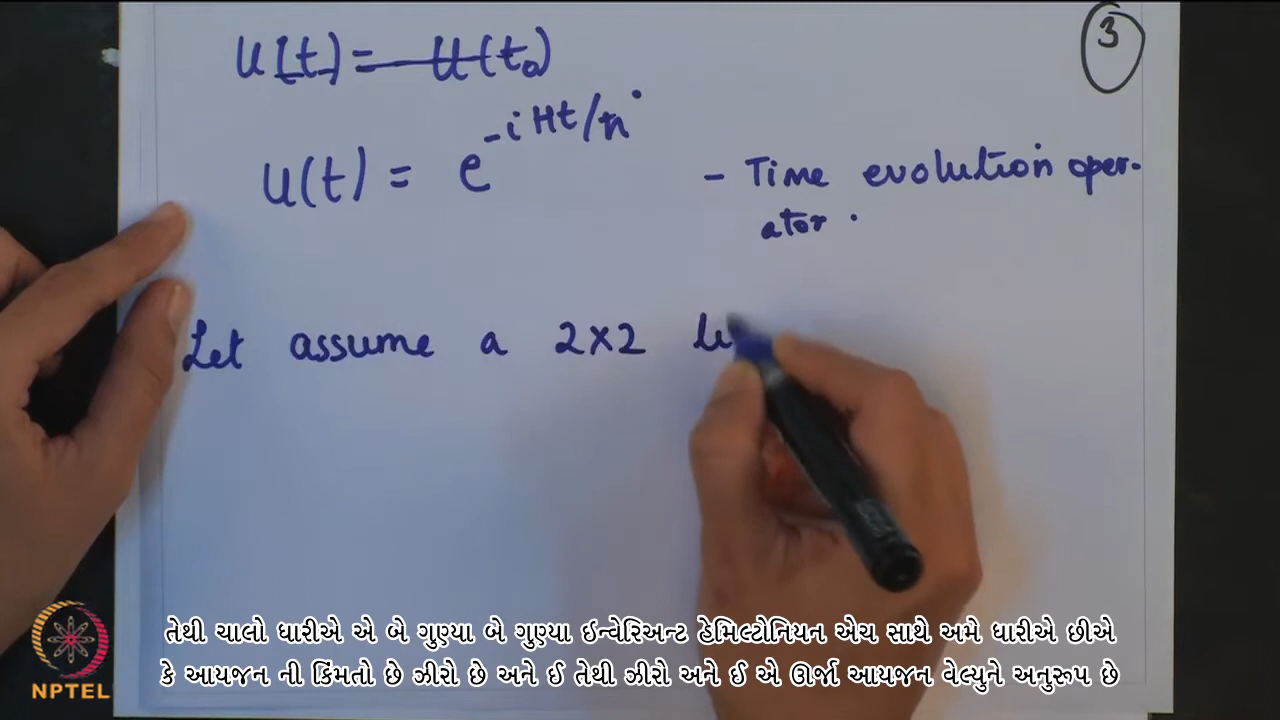 ③
U(t) = U(t₀)
U(t) = e^{-iHt/ħ}
- Time evolution oper-
ator.
Let assume a 2×2
તેથી ચાલો ધારીએ એ બે ગુણ્યા બે ગુણ્યા ઇન્વેરિઅન્ટ હેમિલ્ટોનિયન એચ સાથે અમે ધારીએ છીએ
કે આયજન ની કિંમતો છે ઝીરો છે અને ઈ તેથી ઝીરો અને ઈ એ ઊર્જા આયજન વેલ્યુને અનુરૂપ છે
NPTEL